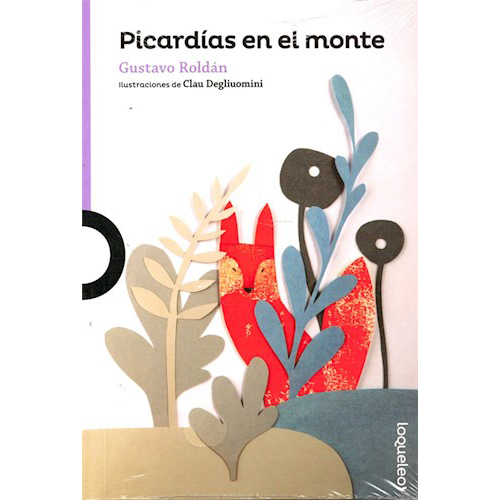 Picardías en el monte
Gustavo Roldán
Ilustraciones de Clau Degliuomini
loqueleo